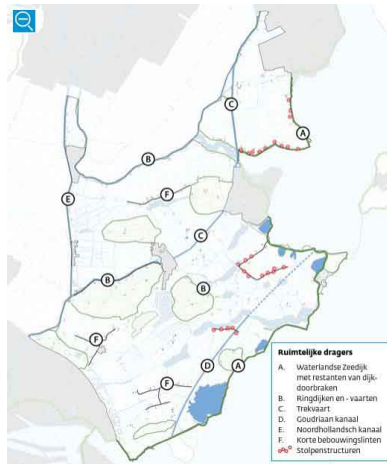 C
A
B
F
E
C
B
B
F
D
A
F
Ruimtelijke dragers
A. Waterlandse Zeedijk
met restanten van dijk-
doorbraken
B. Ringdijken en - vaarten
C. Trekvaart
D. Goudriaan kanaal
E. Noordhollandsch kanaal
F. Korte bebouwingslinten
Stolpenstructuren